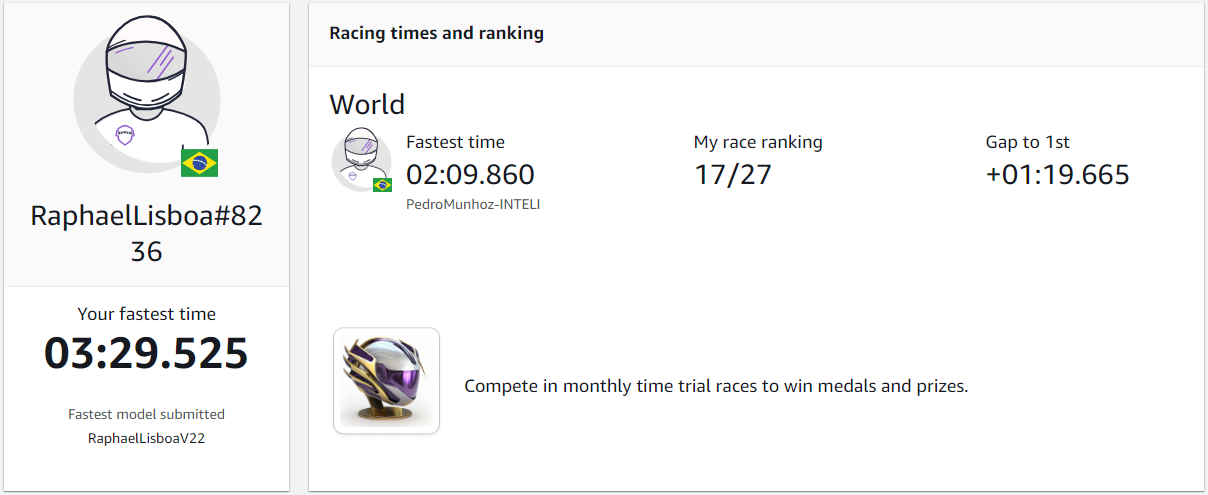 RaphaelLisboa#82
36
Your fastest time
03:29.525
Fastest model submitted
RaphaelLisboaV22
Racing times and ranking
World
Fastest time
02:09.860
PedroMunhoz-INTELI
My race ranking
17/27
Gap to 1st
+01:19.665
Compete in monthly time trial races to win medals and prizes.